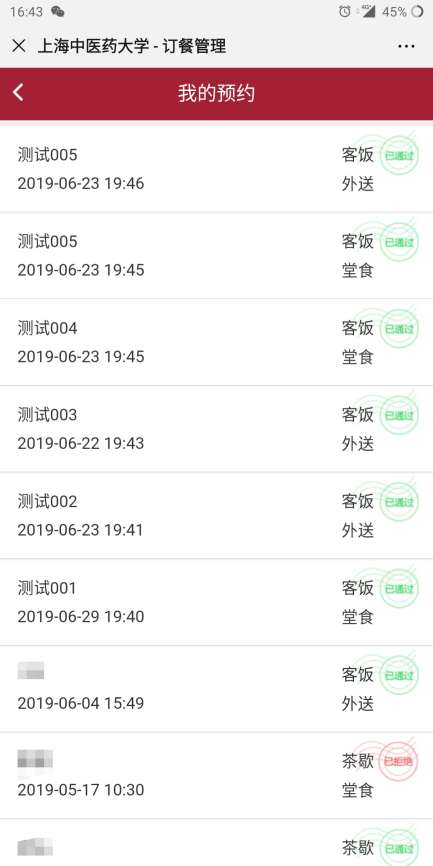 16:43
4G
45%
上海中医药大学 - 订餐管理
我的预约
测试005 客饭 已通过
2019-06-23 19:46 外送
测试005 客饭 已通过
2019-06-23 19:45 堂食
测试004 客饭 已通过
2019-06-23 19:45 堂食
测试003 客饭 已通过
2019-06-22 19:43 外送
测试002 客饭 已通过
2019-06-23 19:41 外送
测试001 客饭 已通过
2019-06-29 19:40 堂食
客饭 已通过
2019-06-04 15:49 外送
茶歇 已拒绝
2019-05-17 10:30 堂食
茶歇 已通过